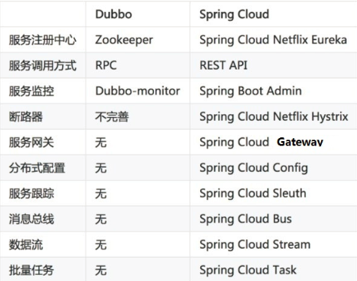 Dubbo Spring Cloud
服务注册中心 Zookeeper Spring Cloud Netflix Eureka
服务调用方式 RPC REST API
服务监控 Dubbo-monitor Spring Boot Admin
断路器 不完善 Spring Cloud Netflix Hystrix
服务网关 无 Spring Cloud Gateway
分布式配置 无 Spring Cloud Config
服务跟踪 无 Spring Cloud Sleuth
消息总线 无 Spring Cloud Bus
数据流 无 Spring Cloud Stream
批量任务 无 Spring Cloud Task